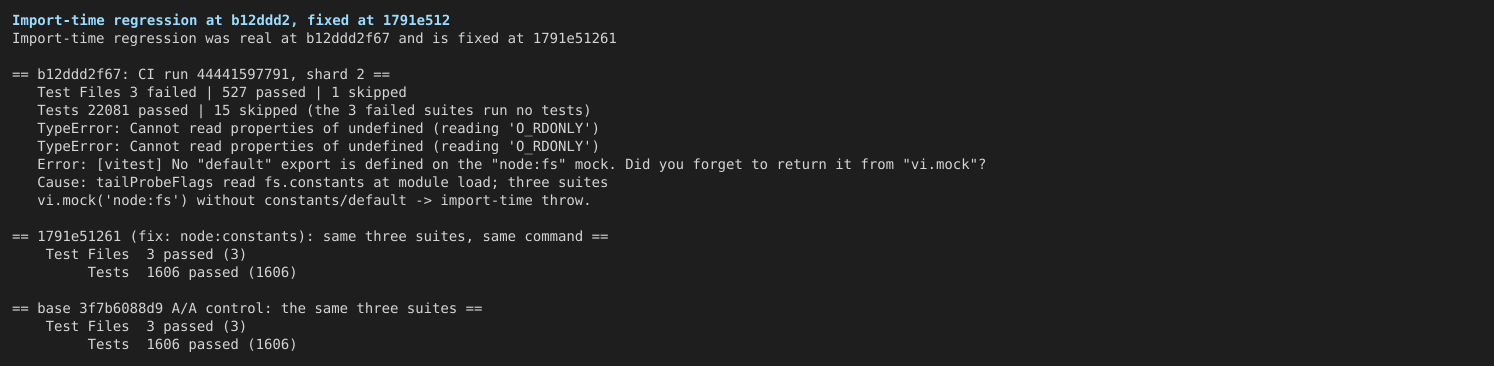 Import-time regression at b12ddd2, fixed at 1791e512
Import-time regression was real at b12ddd2f67 and is fixed at 1791e51261
== b12ddd2f67: CI run 44441597791, shard 2 ==
Test Files 3 failed | 527 passed | 1 skipped
Tests 22081 passed | 15 skipped (the 3 failed suites run no tests)
TypeError: Cannot read properties of undefined (reading 'O_RDONLY')
TypeError: Cannot read properties of undefined (reading 'O_RDONLY')
Error: [vitest] No "default" export is defined on the "node:fs" mock. Did you forget to return it from "vi.mock"?
Cause: tailProbeFlags read fs.constants at module load; three suites
vi.mock('node:fs') without constants/default -> import-time throw.
== 1791e51261 (fix: node:constants): same three suites, same command ==
Test Files  3 passed (3)
Tests  1606 passed (1606)
== base 3f7b6088d9 A/A control: the same three suites ==
Test Files  3 passed (3)
Tests  1606 passed (1606)